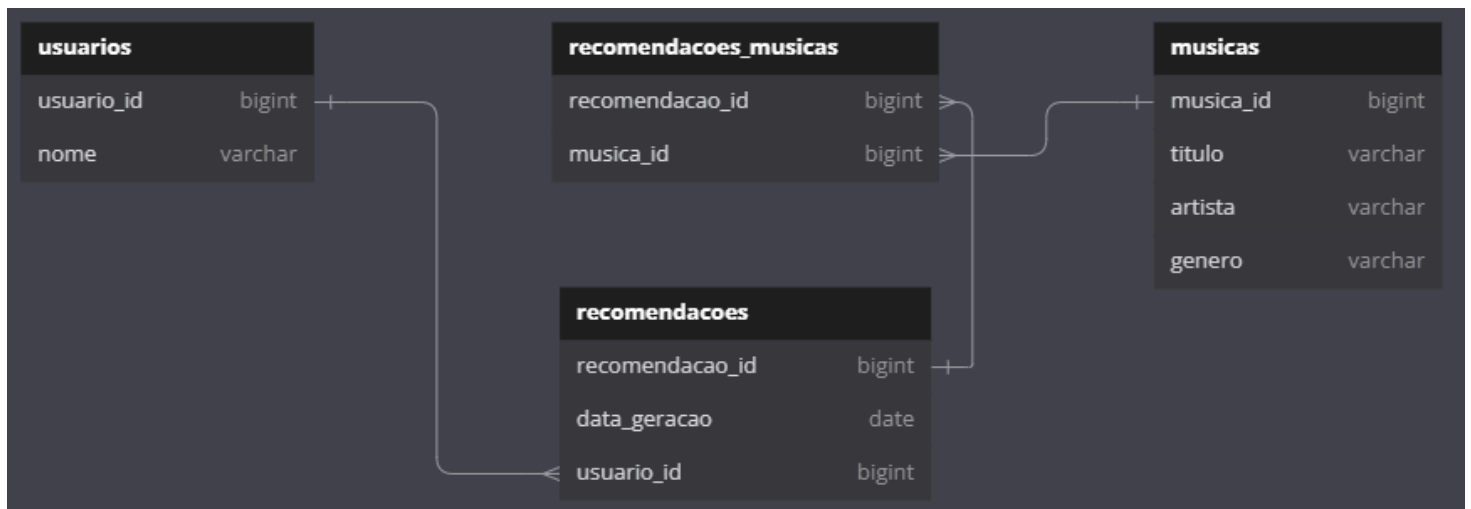 usuarios
usuario_id bigint
nome varchar
recomendacoes_musicas
recomendacao_id bigint
musica_id bigint
musicas
musica_id bigint
titulo varchar
artista varchar
genero varchar
recomendacoes
recomendacao_id bigint
data_geracao date
usuario_id bigint